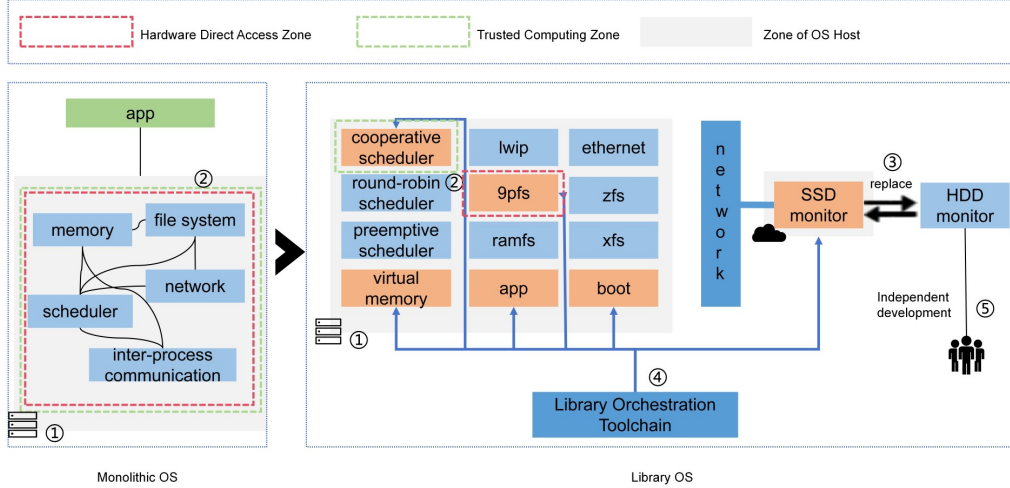 Hardware Direct Access Zone
Trusted Computing Zone
Zone of OS Host
app
②
memory
file system
network
scheduler
inter-process
communication
①
Monolithic OS
cooperative
scheduler
lwip
ethernet
round-robin
scheduler
②
9pfs
zfs
preemptive
scheduler
ramfs
xfs
virtual
memory
app
boot
①
n
e
t
w
o
r
k
SSD
monitor
③
replace
HDD
monitor
Independent
development
⑤
④
Library Orchestration
Toolchain
Library OS